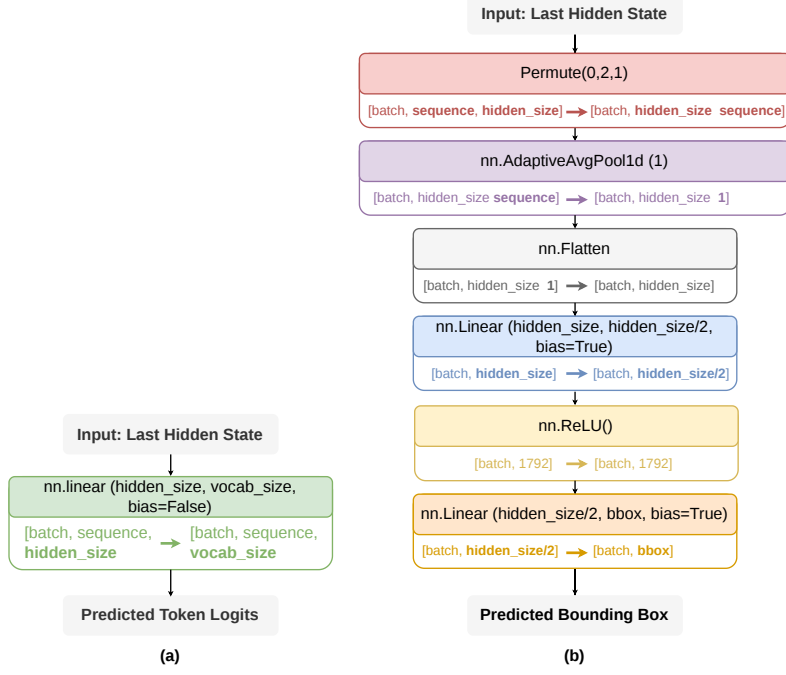 Input: Last Hidden State
Permute(0,2,1)
[batch, sequence, hidden_size] → [batch, hidden_size sequence]
nn.AdaptiveAvgPool1d (1)
[batch, hidden_size sequence] → [batch, hidden_size 1]
nn.Flatten
[batch, hidden_size 1] → [batch, hidden_size]
nn.Linear (hidden_size, hidden_size/2,
bias=True)
[batch, hidden_size] → [batch, hidden_size/2]
nn.ReLU()
[batch, 1792] → [batch, 1792]
nn.Linear (hidden_size/2, bbox, bias=True)
[batch, hidden_size/2] → [batch, bbox]
Predicted Bounding Box
(b)
Input: Last Hidden State
nn.linear (hidden_size, vocab_size,
bias=False)
[batch, sequence, → [batch, sequence,
hidden_size vocab_size
Predicted Token Logits
(a)